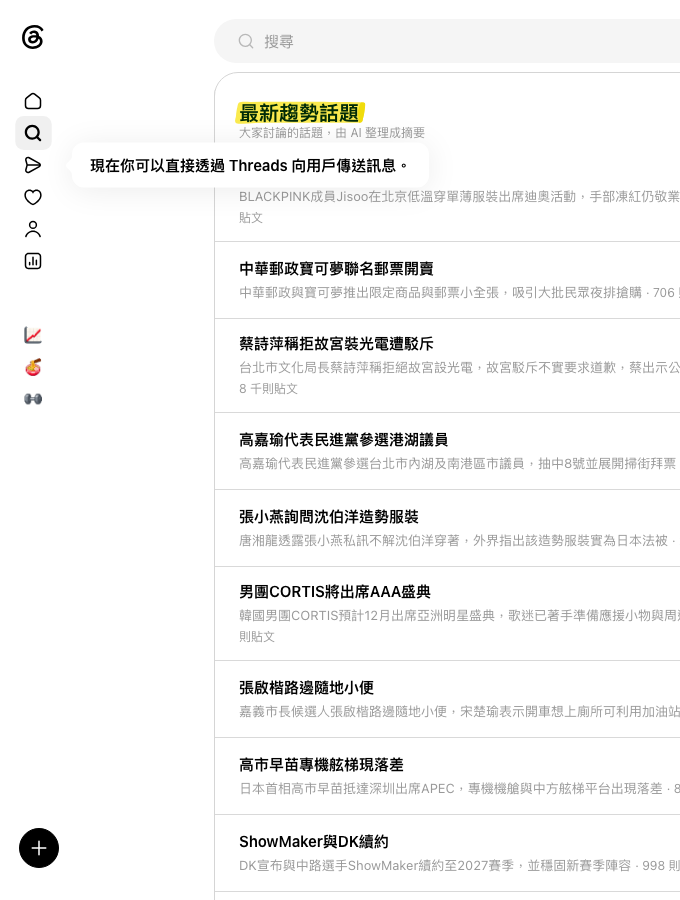 搜尋
最新趨勢話題
大家討論的話題，由 AI 整理成摘要
現在你可以直接透過 Threads 向用戶傳送訊息。
BLACKPINK成員Jisoo在北京低溫穿單薄服裝出席迪奧活動，手部凍紅仍敬業
貼文
中華郵政寶可夢聯名郵票開賣
中華郵政與寶可夢推出限定商品與郵票小全張，吸引大批民眾夜排搶購 · 706
蔡詩萍稱拒故宮裝光電遭駁斥
台北市文化局長蔡詩萍稱拒絕故宮設光電，故宮駁斥不實要求道歉，蔡出示公
8 千則貼文
高嘉瑜代表民進黨參選港湖議員
高嘉瑜代表民進黨參選台北市內湖及南港區市議員，抽中8號並展開掃街拜票
張小燕詢問沈伯洋造勢服裝
唐湘龍透露張小燕私訊不解沈伯洋穿著，外界指出該造勢服裝實為日本法被 ·
男團CORTIS將出席AAA盛典
韓國男團CORTIS預計12月出席亞洲明星盛典，歌迷已著手準備應援小物與周
則貼文
張啟楷路邊隨地小便
嘉義市長候選人張啟楷路邊隨地小便，宋楚瑜表示開車想上廁所可利用加油站
高市早苗專機舷梯現落差
日本首相高市早苗抵達深圳出席APEC，專機機艙與中方舷梯平台出現落差 · 8
ShowMaker與DK續約
DK宣布與中路選手ShowMaker續約至2027賽季，並穩固新賽季陣容 · 998 則